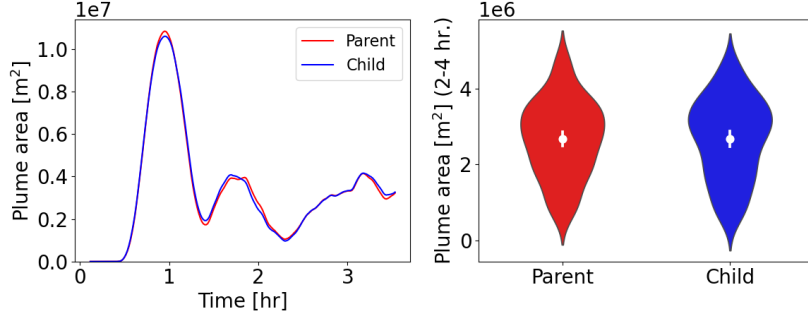 1e7
Plume area [m²]
1.0
0.8
0.6
0.4
0.2
0.0
0
1
2
3
Time [hr]
Parent
Child
1e6
Plume area [m²] (2-4 hr.)
4
2
0
Parent
Child